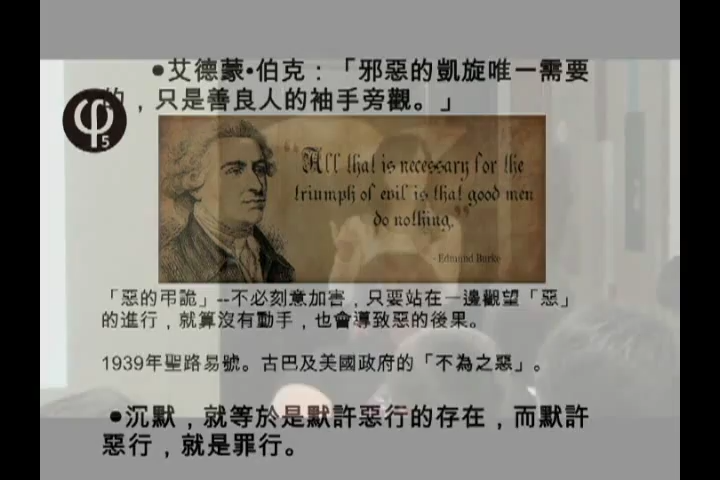 ●艾德蒙•伯克：「邪惡的凱旋唯一需要
的，只是善良人的袖手旁觀。」
φ5
"All that is necessary for the
triumph of evil is that good men
do nothing."
- Edmund Burke
「惡的弔詭」--不必刻意加害，只要站在一邊觀望「惡」
的進行，就算沒有動手，也會導致惡的後果。
1939年聖路易號。古巴及美國政府的「不為之惡」。
●沉默，就等於是默許惡行的存在，而默許
惡行，就是罪行。